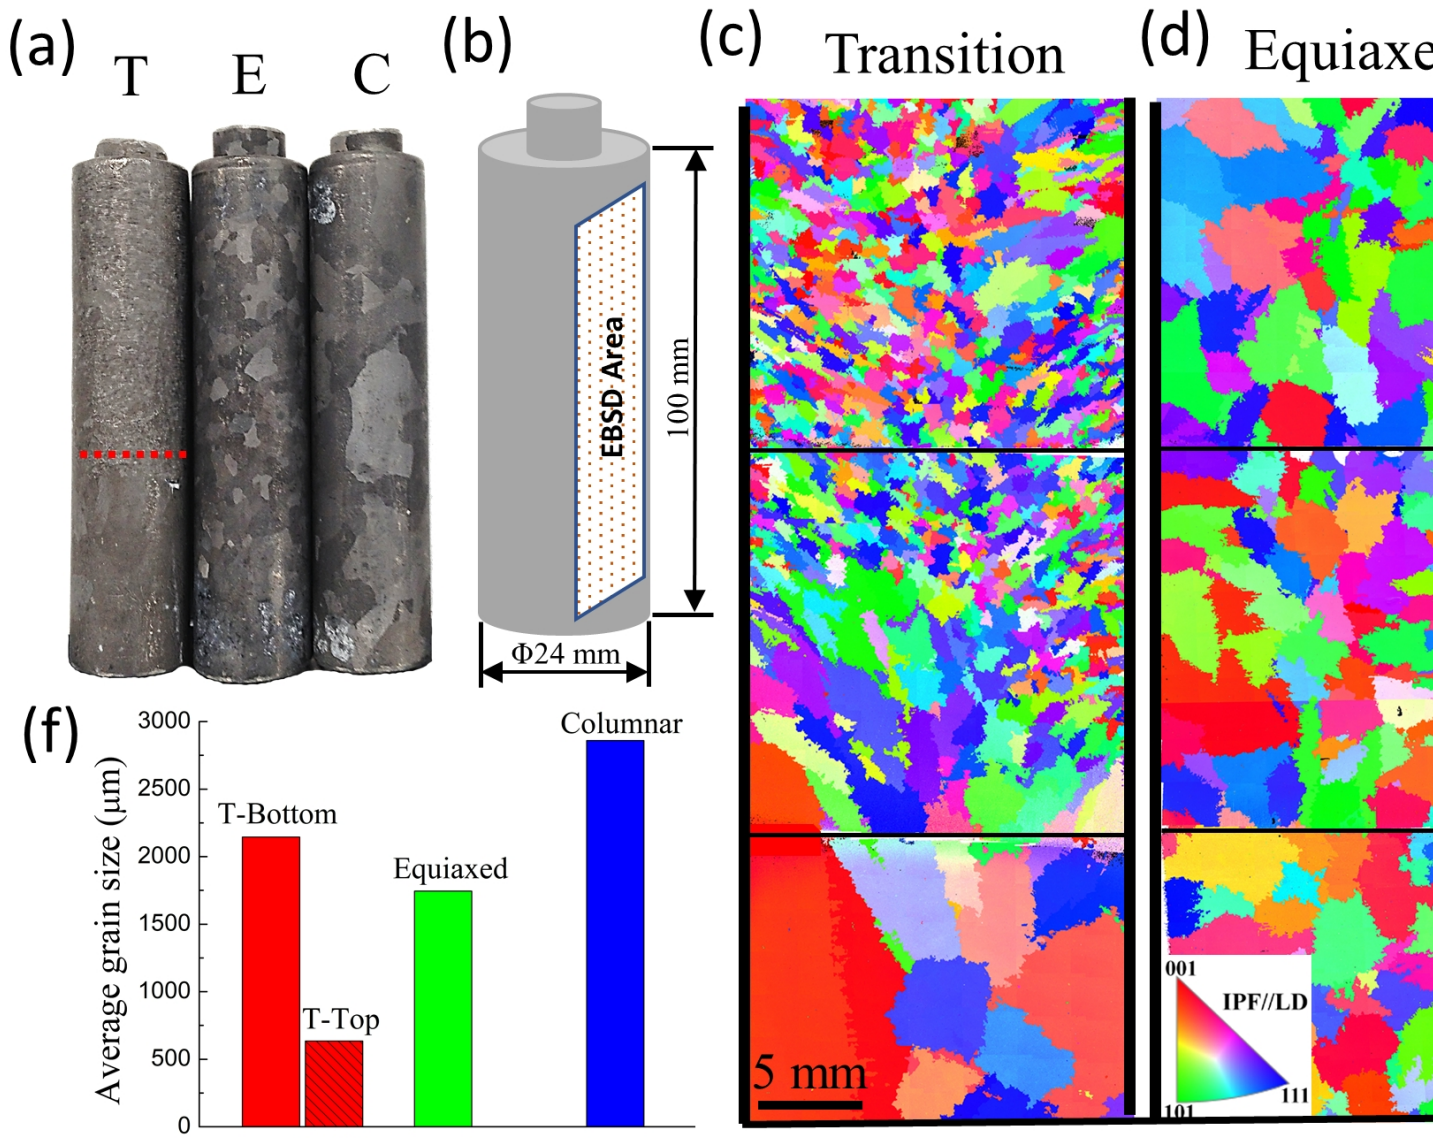 (a)
T E C
(b)
EBSD Area
100 mm
Φ24 mm
(c)
Transition
5 mm
(d)
Equiaxe
001
IPF//LD
111
101
(f)
Average grain size (μm)
3000
2500
2000
1500
1000
500
0
T-Bottom
T-Top
Equiaxed
Columnar